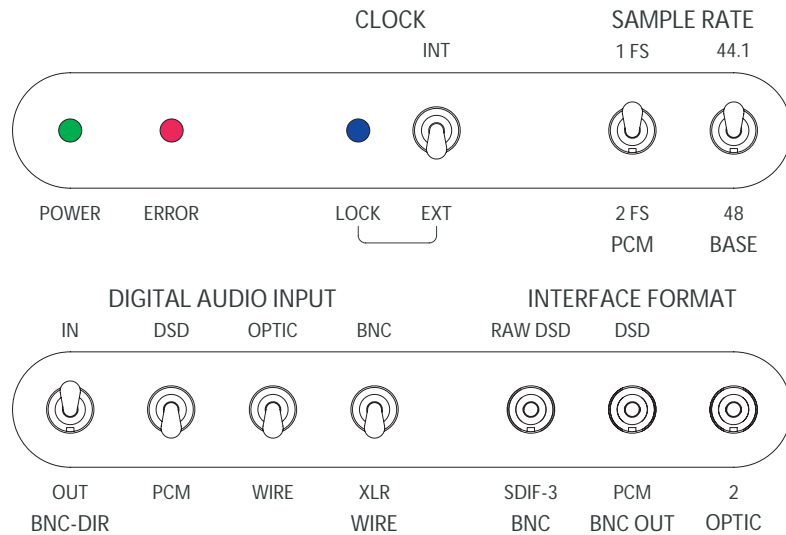 CLOCK SAMPLE RATE
INT 1 FS 44.1
POWER ERROR LOCK EXT 2 FS 48
PCM BASE
DIGITAL AUDIO INPUT INTERFACE FORMAT
IN DSD OPTIC BNC RAW DSD DSD
OUT PCM WIRE XLR SDIF-3 PCM 2
BNC-DIR WIRE BNC BNC OUT OPTIC